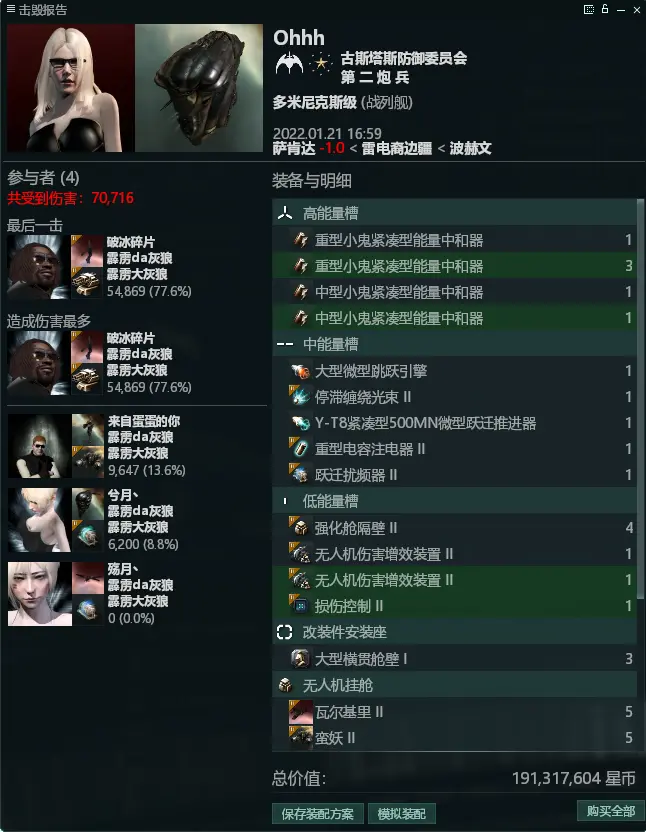 击毁报告
Ohhh
古斯塔斯防御委员会
第 二 炮 兵
多米尼克斯级 (战列舰)
2022.01.21 16:59
萨肯达 -1.0 < 雷电裔边疆 < 波赫文
参与者 (4)
共受到伤害: 70,716
最后一击
破冰碎片
霹雳da灰狼
霹雳大灰狼
54,869 (77.6%)
造成伤害最多
破冰碎片
霹雳da灰狼
霹雳大灰狼
54,869 (77.6%)
来自蛋蛋的你
霹雳da灰狼
霹雳大灰狼
9,647 (13.6%)
兮月丶
霹雳da灰狼
霹雳大灰狼
6,200 (8.8%)
殇月丶
霹雳da灰狼
霹雳大灰狼
0 (0.0%)
装备与明细
高能量槽
重型小鬼紧凑型能量中和器 1
重型小鬼紧凑型能量中和器 3
中型小鬼紧凑型能量中和器 1
中型小鬼紧凑型能量中和器 1
中能量槽
大型微型跳跃引擎 1
停滞缠绕光束 II 1
Y-T8紧凑型500MN微型跃迁推进器 1
重型电容注电器 II 1
跃迁扰频器 II 1
低能量槽
强化舱隔壁 II 4
无人机伤害增效装置 II 1
无人机伤害增效装置 II 1
损伤控制 II 1
改装件安装座
大型横贯舱壁 I 3
无人机挂舱
瓦尔基里 II 5
蛮妖 II 5
总价值: 191,317,604 星币
保存装配方案 模拟装配 购买全部